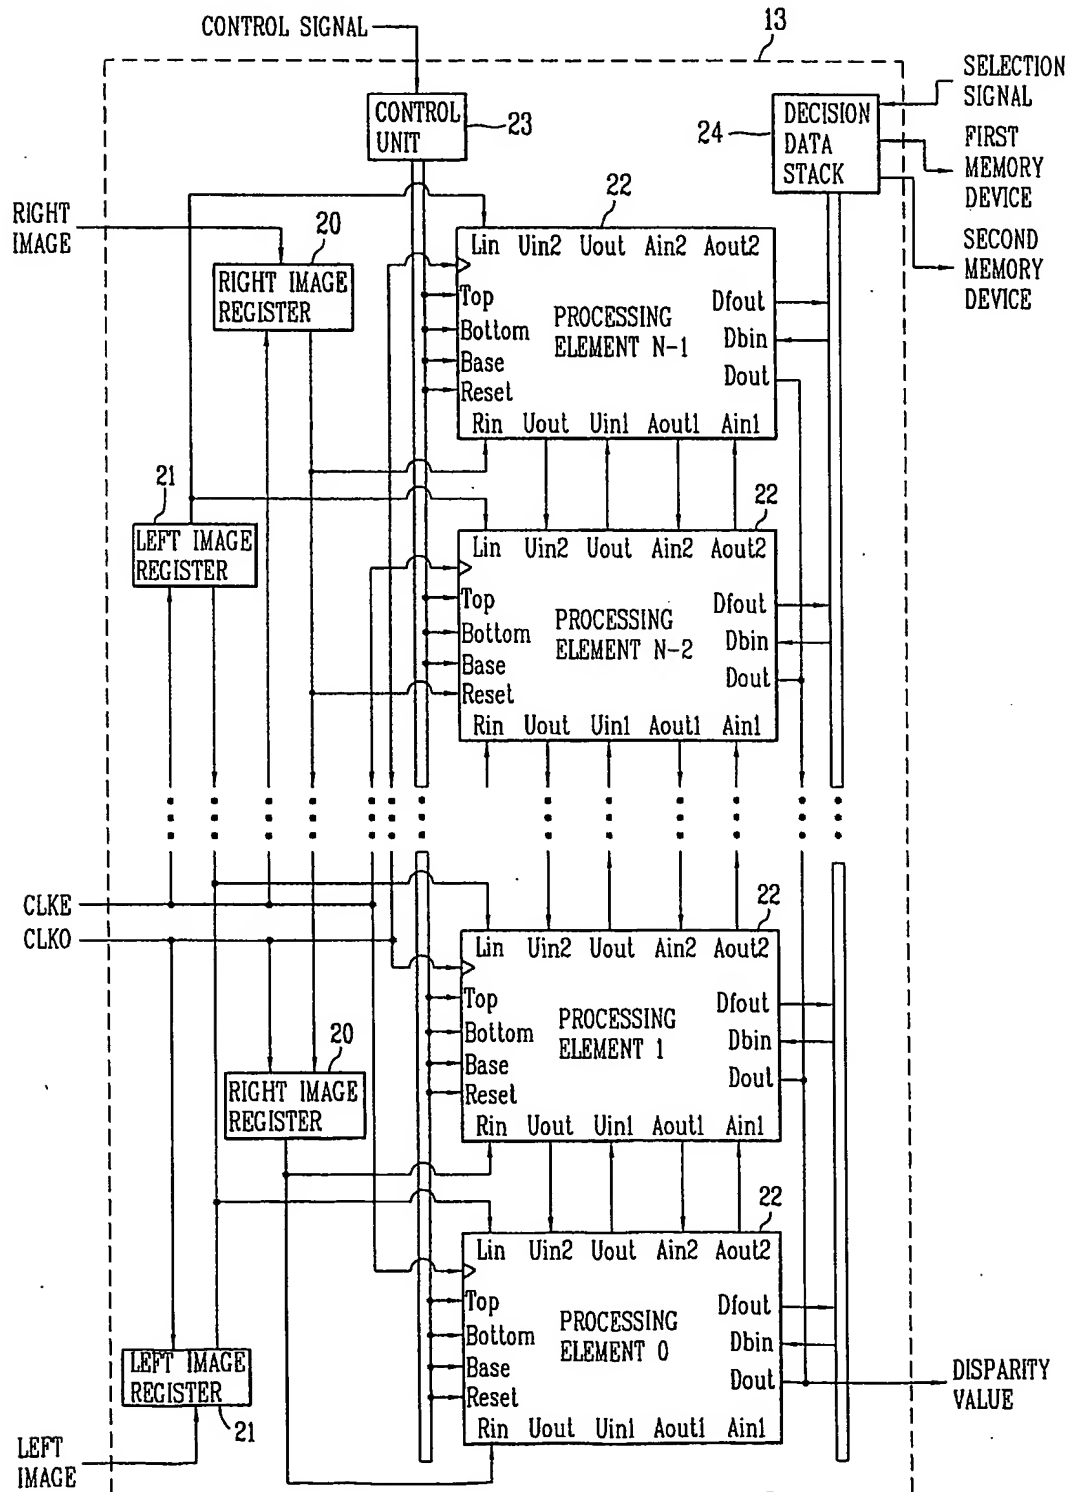 CONTROL SIGNAL
13
CONTROL
UNIT
23
24
DECISION
DATA
STACK
SELECTION
SIGNAL
FIRST
MEMORY
DEVICE
SECOND
MEMORY
DEVICE
RIGHT
IMAGE
20
RIGHT IMAGE
REGISTER
22
Lin Uin2 Uout Ain2 Aout2
Top
Bottom
Base
Reset
PROCESSING
ELEMENT N-1
Dfout
Dbin
Dout
Rin Uout Uin1 Aout1 Ain1
21
LEFT IMAGE
REGISTER
22
Lin Uin2 Uout Ain2 Aout2
Top
Bottom
Base
Reset
PROCESSING
ELEMENT N-2
Dfout
Dbin
Dout
Rin Uout Uin1 Aout1 Ain1
CLKE
CLKO
22
Lin Uin2 Uout Ain2 Aout2
Top
Bottom
Base
Reset
PROCESSING
ELEMENT 1
Dfout
Dbin
Dout
Rin Uout Uin1 Aout1 Ain1
20
RIGHT IMAGE
REGISTER
22
Lin Uin2 Uout Ain2 Aout2
Top
Bottom
Base
Reset
PROCESSING
ELEMENT 0
Dfout
Dbin
Dout
Rin Uout Uin1 Aout1 Ain1
LEFT IMAGE
REGISTER
21
LEFT
IMAGE
DISPARITY
VALUE